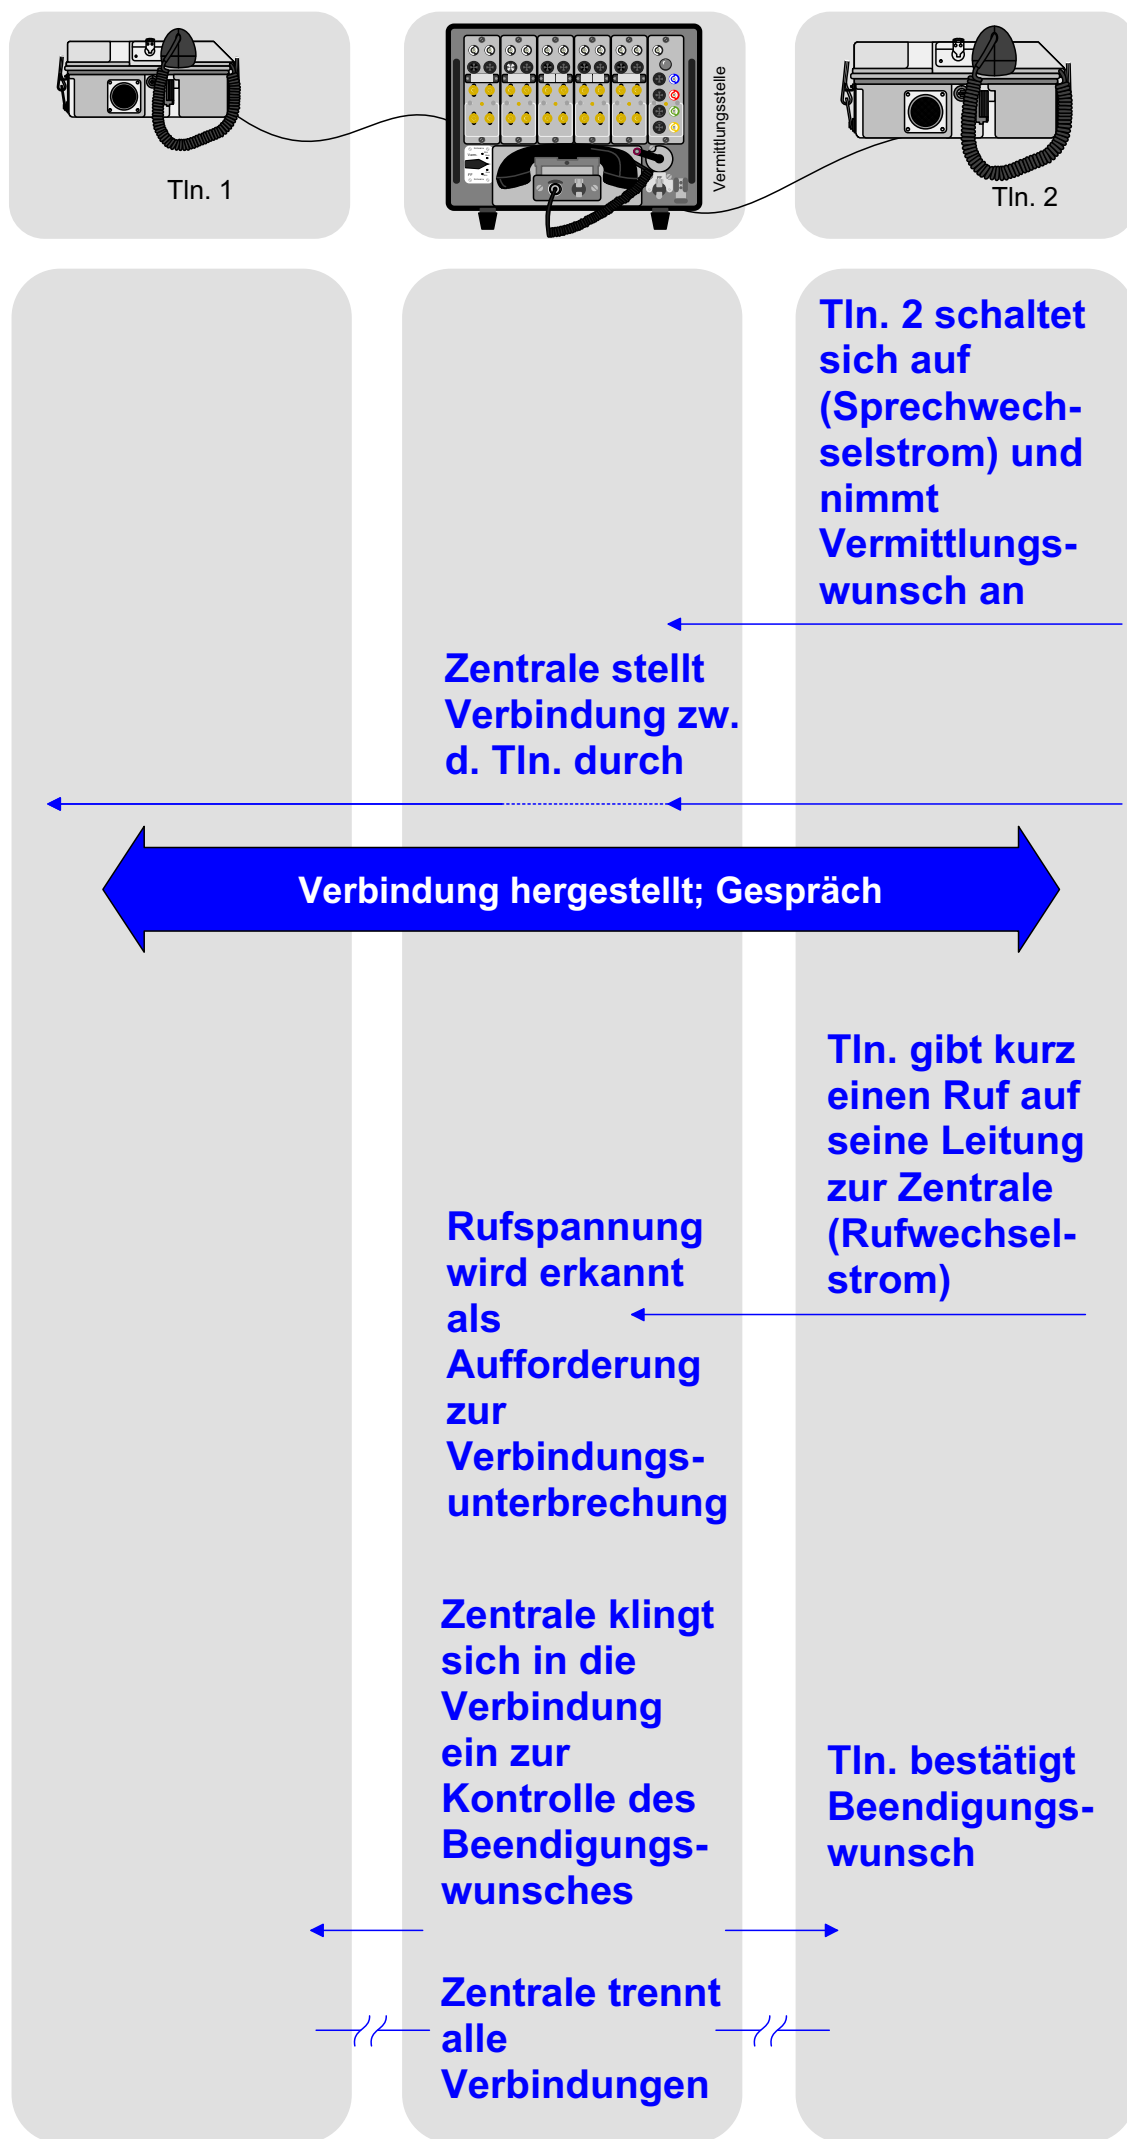 Tln. 1
Vermittlungsstelle
Tln. 2
Tln. 2 schaltet
sich auf
(Sprechwech-
selstrom) und
nimmt
Vermittlungs-
wunsch an
Zentrale stellt
Verbindung zw.
d. Tln. durch
Verbindung hergestellt; Gespräch
Tln. gibt kurz
einen Ruf auf
seine Leitung
zur Zentrale
(Rufwechsel-
strom)
Rufspannung
wird erkannt
als
Aufforderung
zur
Verbindungs-
unterbrechung
Zentrale klingt
sich in die
Verbindung
ein zur
Kontrolle des
Beendigungs-
wunsches
Tln. bestätigt
Beendigungs-
wunsch
Zentrale trennt
alle
Verbindungen